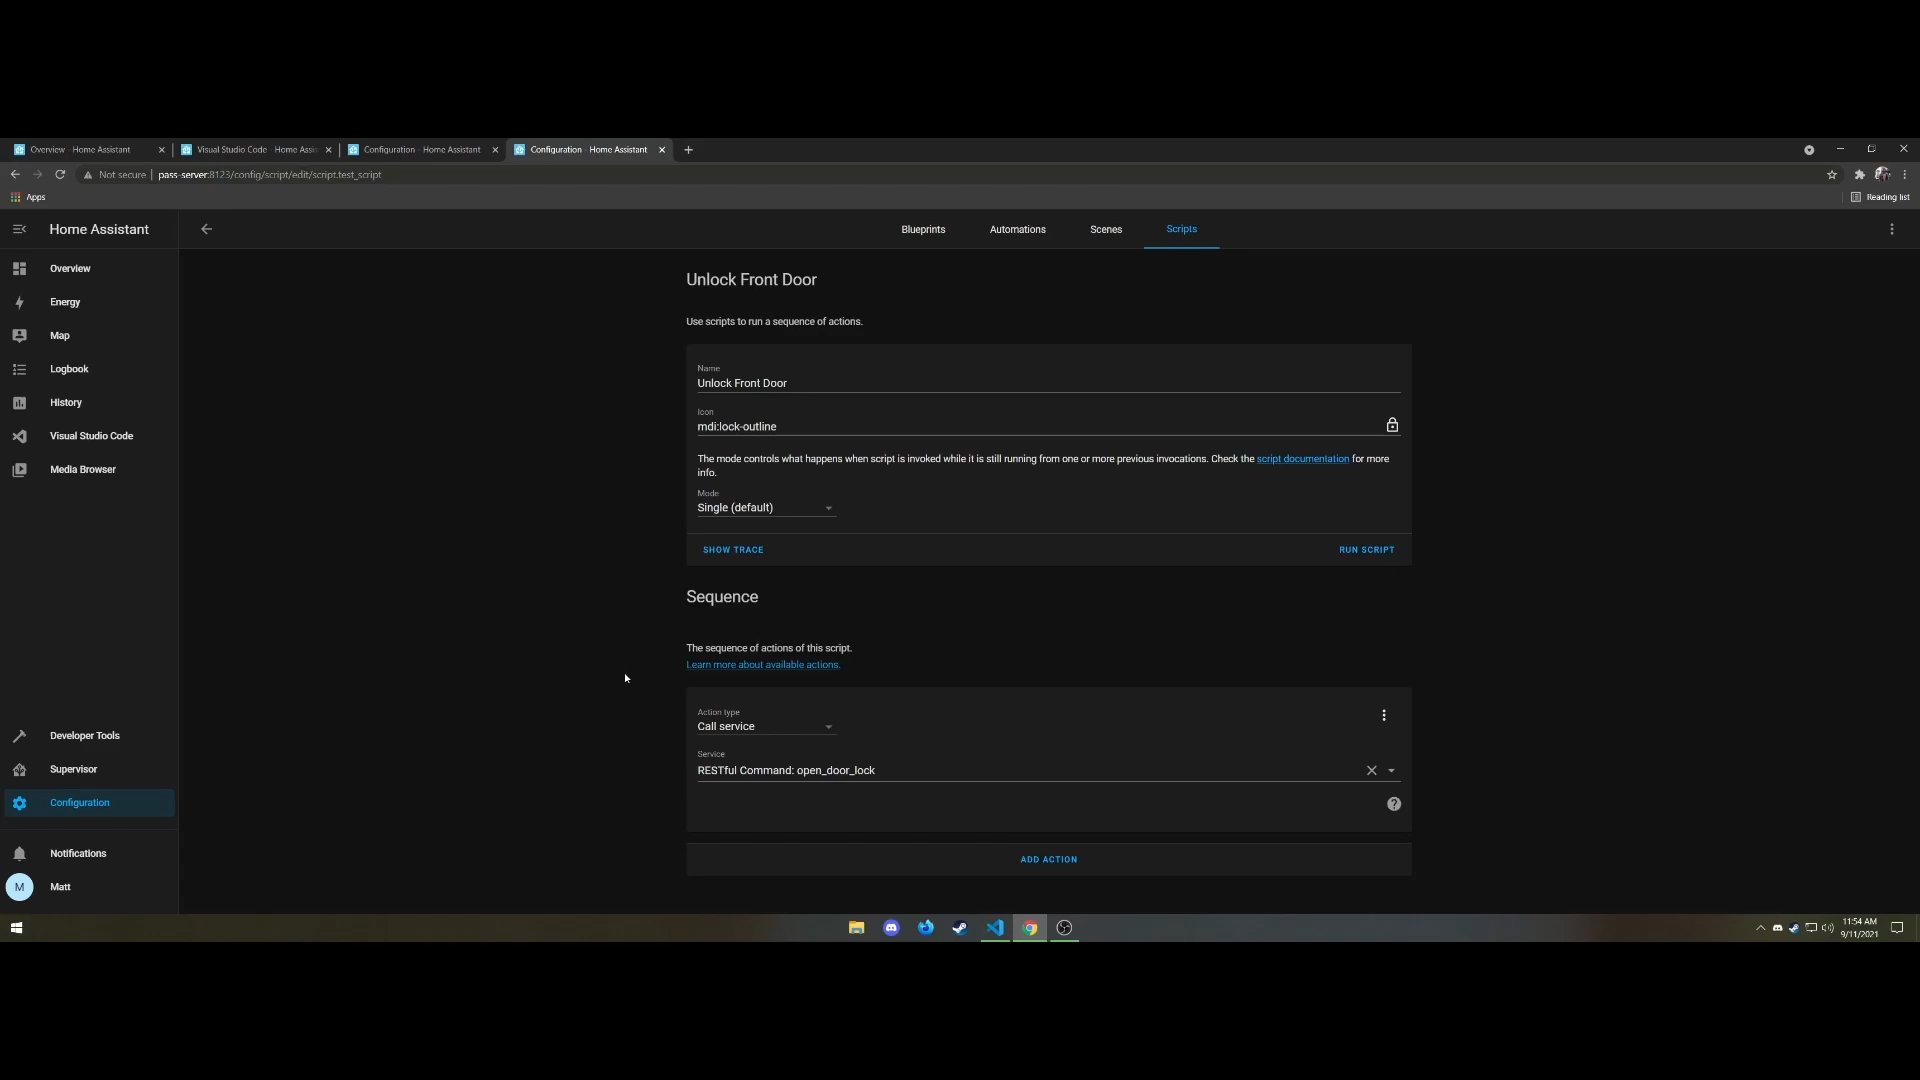 Overview - Home Assistant
Visual Studio Code - Home Assi
Configuration - Home Assistant
Configuration - Home Assistant
Not secure
pass-server:8123/config/script/edit/script.test_script
Apps
Reading list
Home Assistant
Blueprints
Automations
Scenes
Scripts
Overview
Energy
Map
Logbook
History
Visual Studio Code
Media Browser
Developer Tools
Supervisor
Configuration
Notifications
M
Matt
Unlock Front Door
Use scripts to run a sequence of actions.
Name
Unlock Front Door
Icon
mdi:lock-outline
The mode controls what happens when script is invoked while it is still running from one or more previous invocations. Check the script documentation for more
info.
Mode
Single (default)
SHOW TRACE
RUN SCRIPT
Sequence
The sequence of actions of this script.
Learn more about available actions.
Action type
Call service
Service
RESTful Command: open_door_lock
ADD ACTION
11:54 AM
9/11/2021